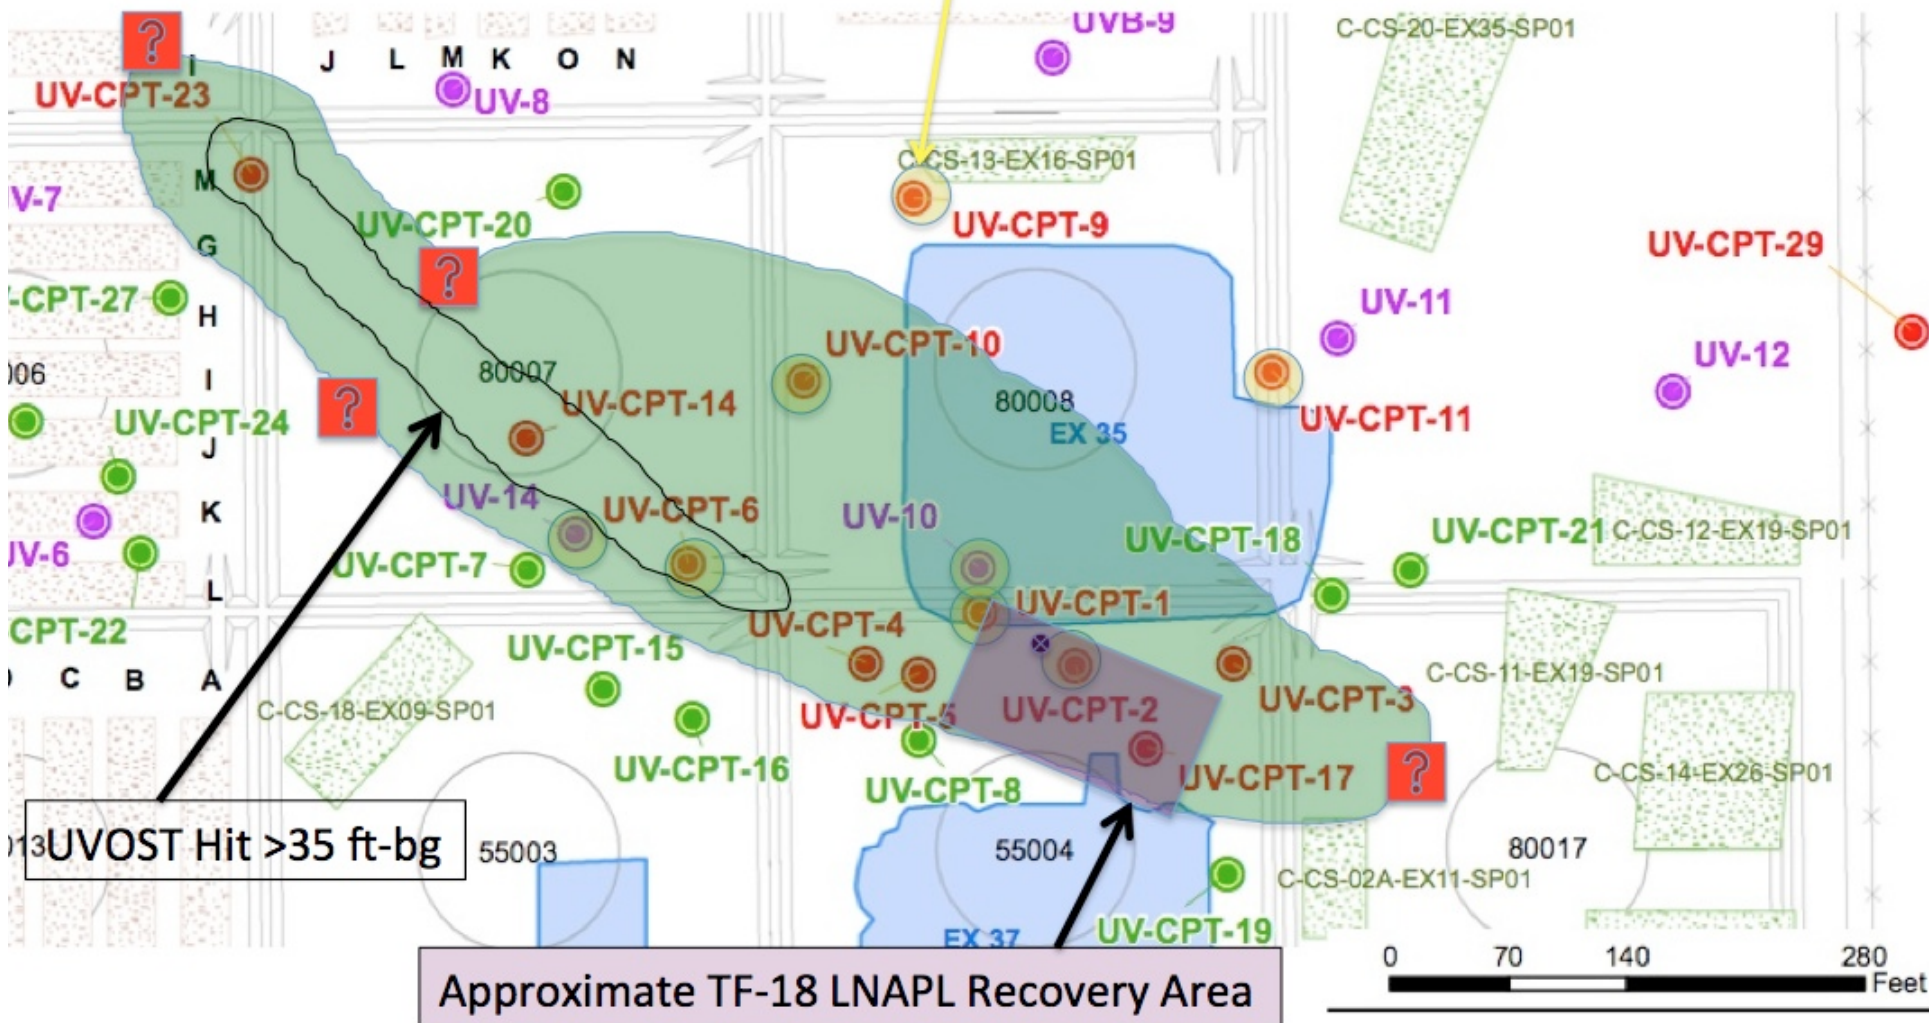 UVB-9
C-CS-20-EX35-SP01
?
I
J L M K O N
UV-CPT-23
UV-8
C-CS-13-EX16-SP01
M
V-7
UV-CPT-20
UV-CPT-9
UV-CPT-29
G
?
-CPT-27
H
UV-11
UV-CPT-10
UV-12
006
80007
I
80008
?
UV-CPT-14
UV-CPT-24
UV-CPT-11
EX 35
J
UV-14
UV-CPT-6
K
UV-10
UV-CPT-18
UV-CPT-21
C-CS-12-EX19-SP01
UV-6
UV-CPT-7
L
UV-CPT-1
CPT-22
UV-CPT-4
UV-CPT-15
C-CS-11-EX19-SP01
C B A
UV-CPT-3
C-CS-18-EX09-SP01
UV-CPT-5
UV-CPT-2
UV-CPT-16
?
UV-CPT-17
C-CS-14-EX26-SP01
UV-CPT-8
013
UVOST Hit >35 ft-bg
55003
55004
80017
C-CS-02A-EX11-SP01
EX 37
UV-CPT-19
Approximate TF-18 LNAPL Recovery Area
0 70 140 280
Feet